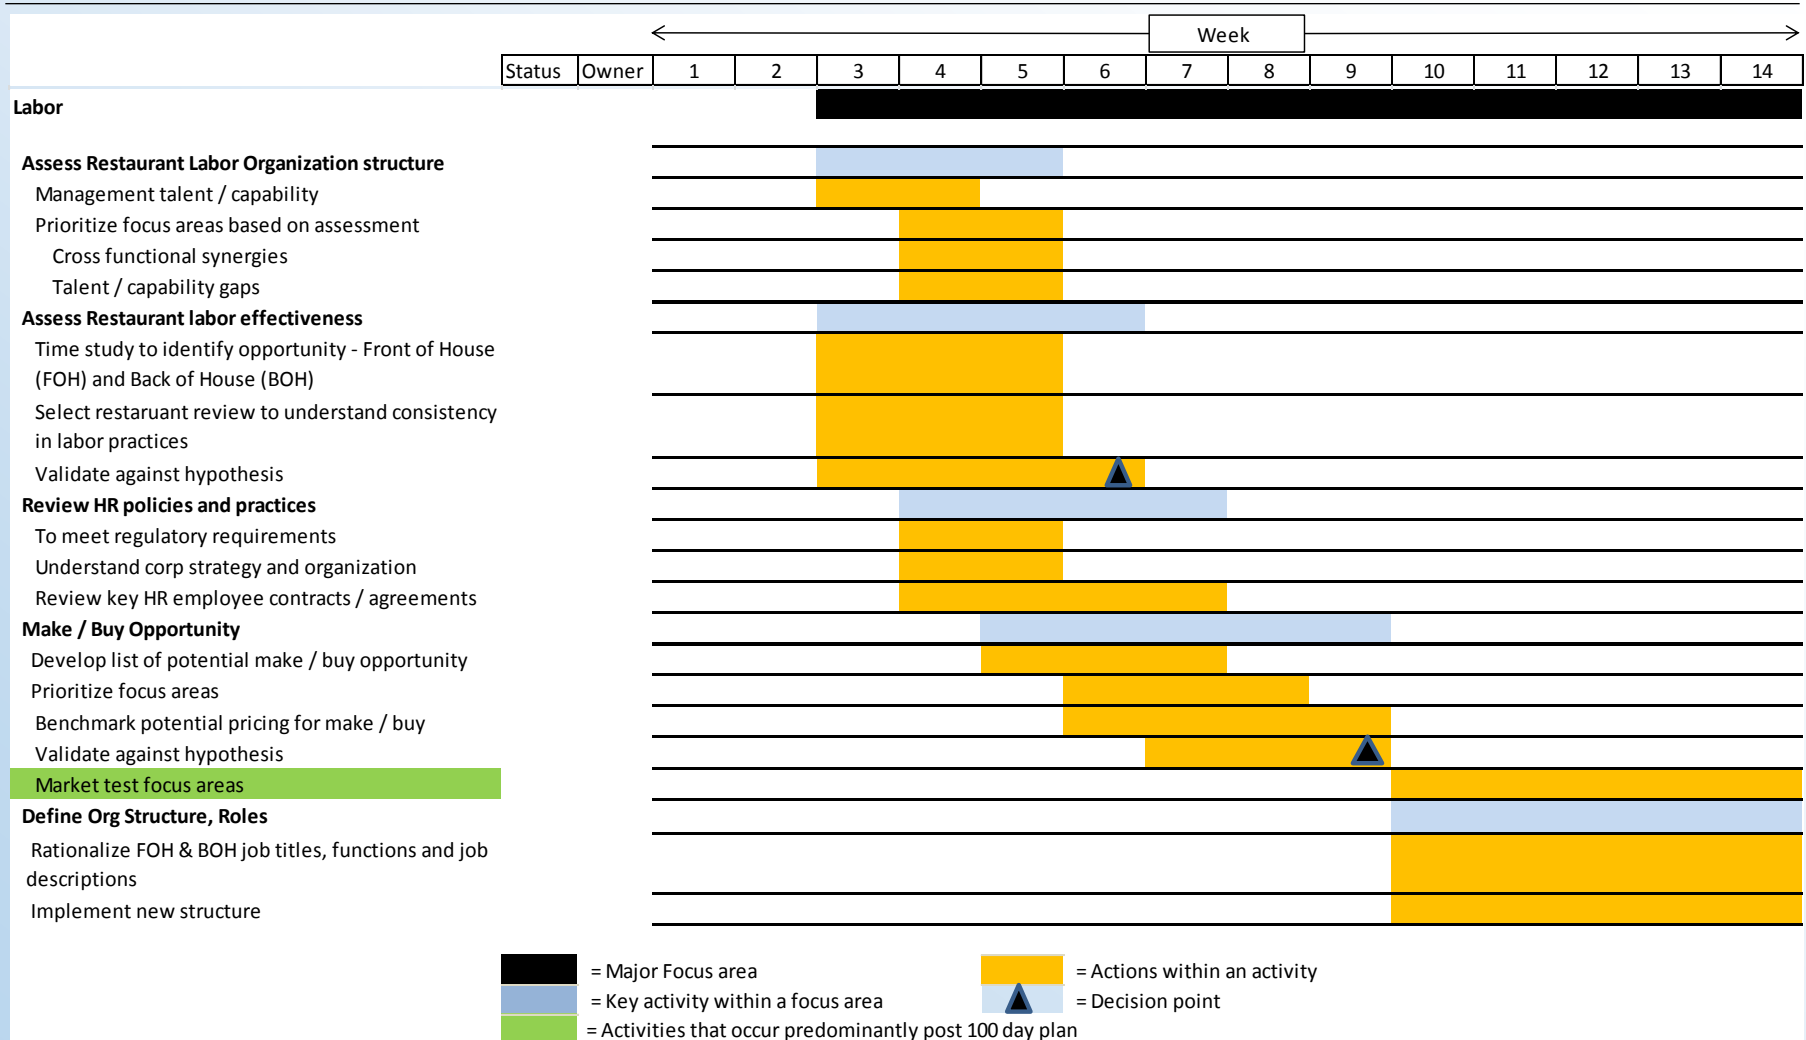 Week
Status Owner 1 2 3 4 5 6 7 8 9 10 11 12 13 14
Labor
Assess Restaurant Labor Organization structure
Management talent / capability
Prioritize focus areas based on assessment
Cross functional synergies
Talent / capability gaps
Assess Restaurant labor effectiveness
Time study to identify opportunity - Front of House
(FOH) and Back of House (BOH)
Select restaruant review to understand consistency
in labor practices
Validate against hypothesis
Review HR policies and practices
To meet regulatory requirements
Understand corp strategy and organization
Review key HR employee contracts / agreements
Make / Buy Opportunity
Develop list of potential make / buy opportunity
Prioritize focus areas
Benchmark potential pricing for make / buy
Validate against hypothesis
Market test focus areas
Define Org Structure, Roles
Rationalize FOH & BOH job titles, functions and job
descriptions
Implement new structure
= Major Focus area
= Actions within an activity
= Key activity within a focus area
= Decision point
= Activities that occur predominantly post 100 day plan